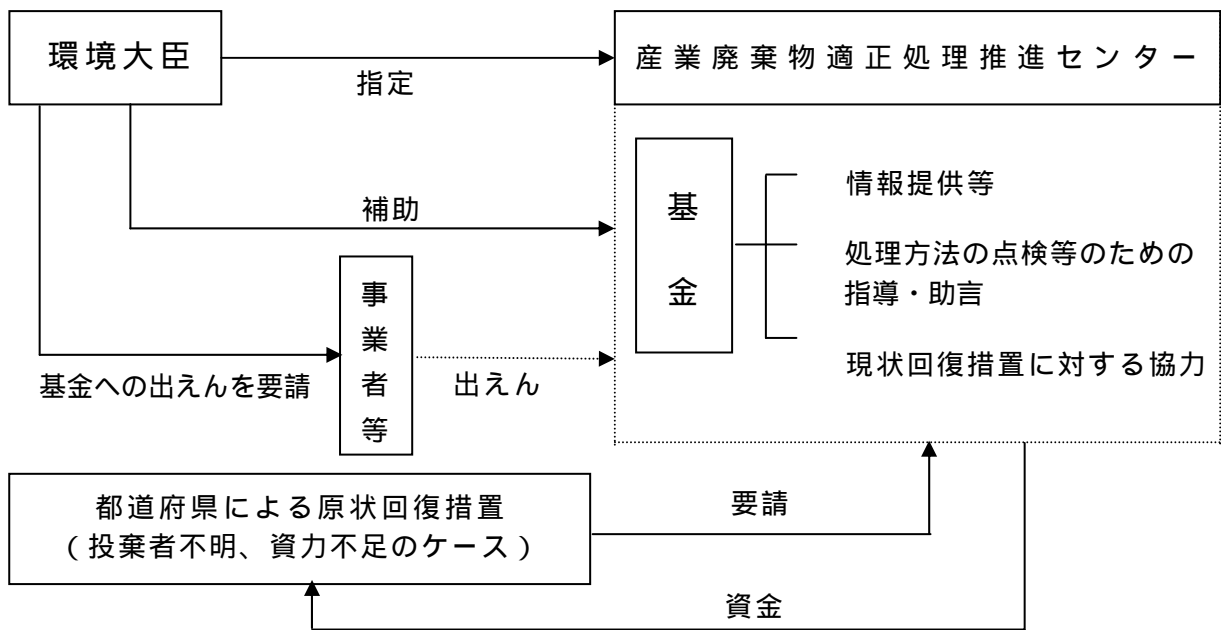 環境大臣
指定
産業廃棄物適正処理推進センター
補助
基金
情報提供等
処理方法の点検等のための
指導・助言
現状回復措置に対する協力
事業者等
基金への出えんを要請
出えん
都道府県による原状回復措置
（投棄者不明、資力不足のケース）
要請
資金